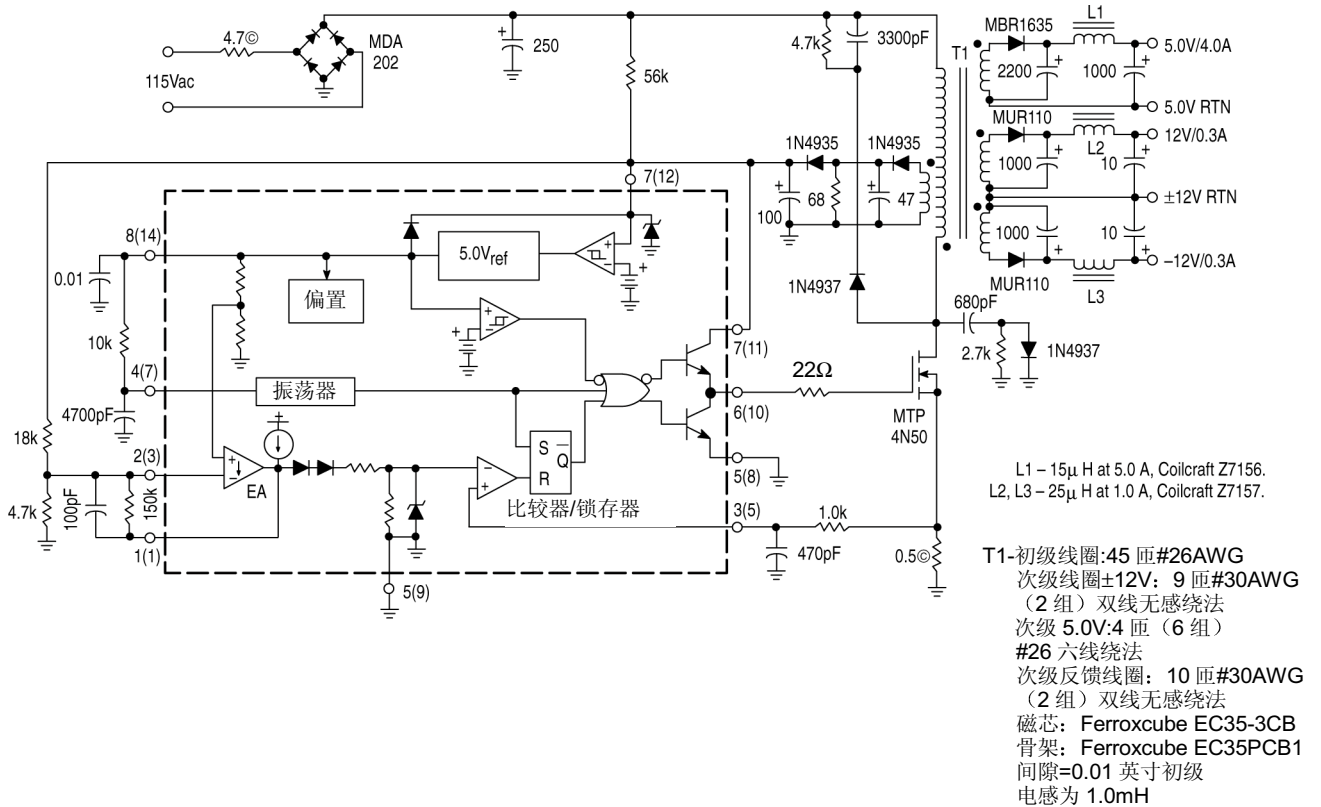 4.7©
MDA
202
115Vac
250
4.7k
3300pF
56k
T1
MBR1635
L1
5.0V/4.0A
2200
1000
5.0V RTN
MUR110
12V/0.3A
L2
1000
10
±12V RTN
1000
10
–12V/0.3A
MUR110
L3
1N4935
1N4935
7(12)
100
68
47
8(14)
0.01
5.0Vref
偏置
10k
1N4937
680pF
2.7k
1N4937
7(11)
4(7)
振荡器
22Ω
6(10)
4700pF
MTP
4N50
18k
2(3)
EA
S
Q
R
5(8)
比较器/锁存器
4.7k
100pF
150k
1(1)
3(5)
1.0k
470pF
0.5©
5(9)
L1 – 15μ H at 5.0 A, Coilcraft Z7156.
L2, L3 – 25μ H at 1.0 A, Coilcraft Z7157.
T1-初级线圈:45 匝#26AWG
次级线圈±12V：9 匝#30AWG
（2 组）双线无感绕法
次级 5.0V:4 匝（6 组）
#26 六线绕法
次级反馈线圈：10 匝#30AWG
（2 组）双线无感绕法
磁芯：Ferroxcube EC35-3CB
骨架：Ferroxcube EC35PCB1
间隙=0.01 英寸初级
电感为 1.0mH